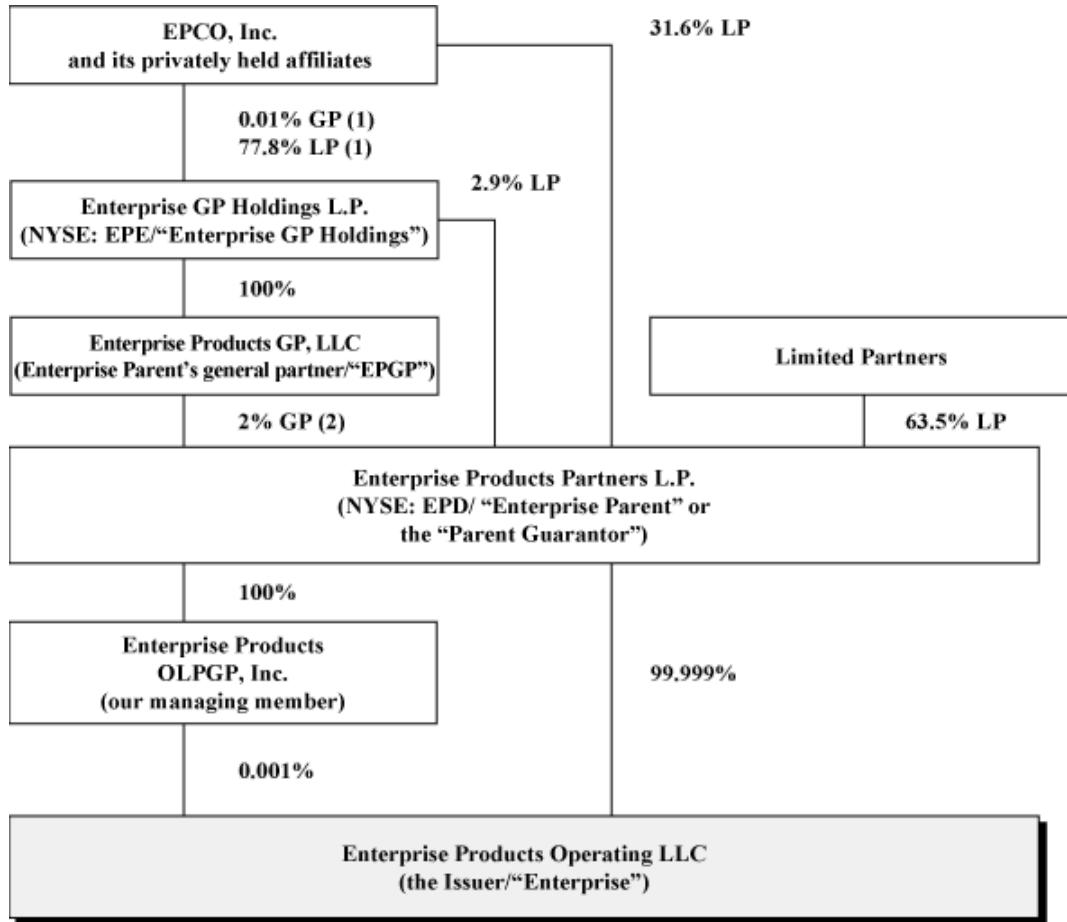 EPCO, Inc.
and its privately held affiliates
31.6% LP
0.01% GP (1)
77.8% LP (1)
2.9% LP
Enterprise GP Holdings L.P.
(NYSE: EPE/“Enterprise GP Holdings”)
100%
Enterprise Products GP, LLC
(Enterprise Parent’s general partner/“EPGP”)
Limited Partners
2% GP (2)
63.5% LP
Enterprise Products Partners L.P.
(NYSE: EPD/ “Enterprise Parent” or
the “Parent Guarantor”)
100%
Enterprise Products
OLPGP, Inc.
(our managing member)
99.999%
0.001%
Enterprise Products Operating LLC
(the Issuer/“Enterprise”)